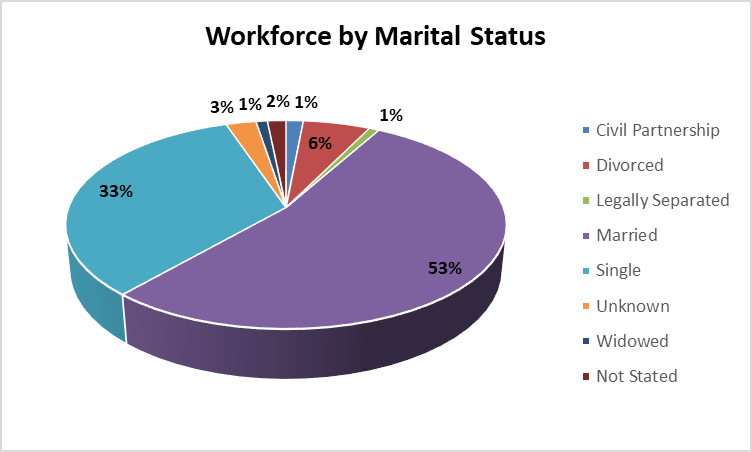 Workforce by Marital Status
3% 1% 2% 1%
1%
6%
33%
53%
Civil Partnership
Divorced
Legally Separated
Married
Single
Unknown
Widowed
Not Stated